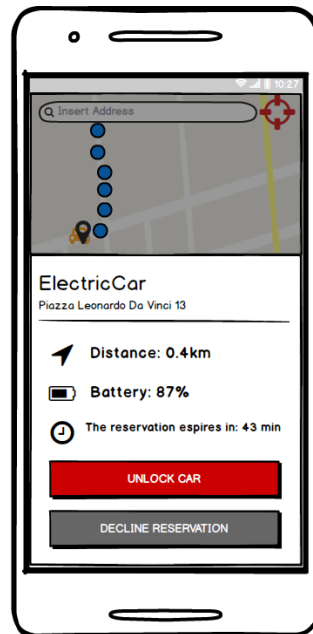 10:27
Insert Address
ElectricCar
Piazza Leonardo Da Vinci 13
Distance: 0.4km
Battery: 87%
The reservation espires in: 43 min
UNLOCK CAR
DECLINE RESERVATION